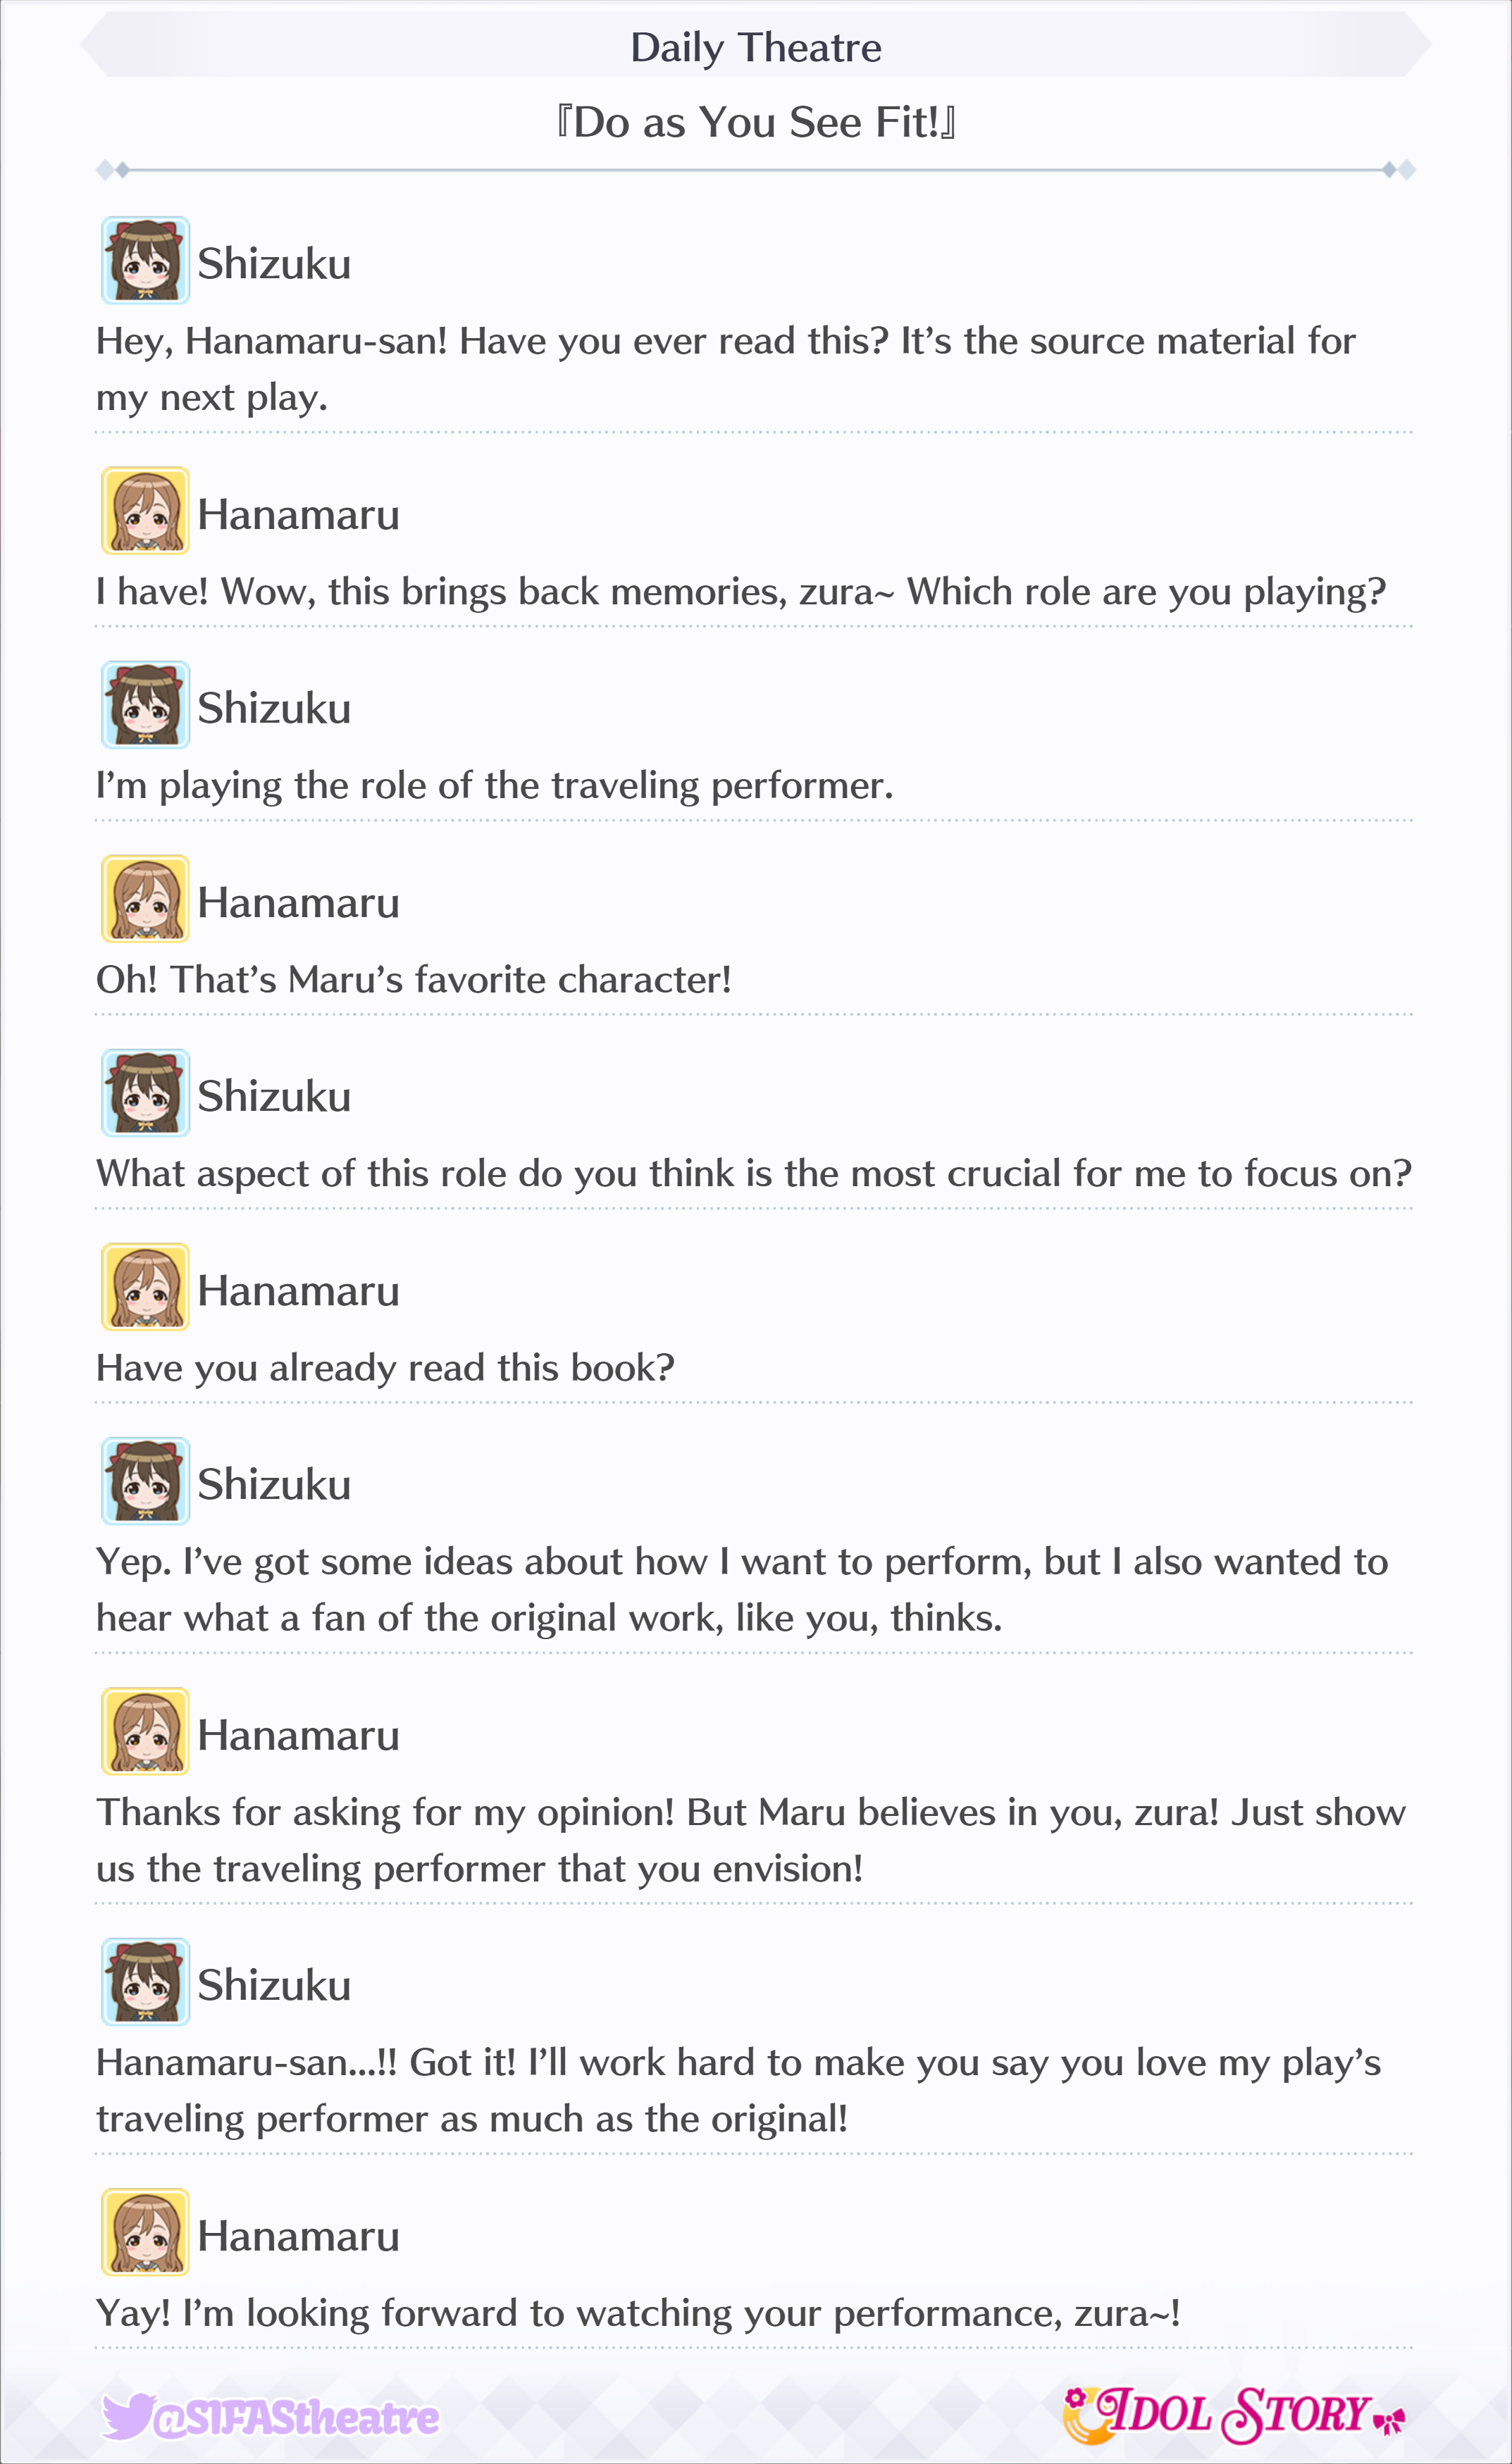 Daily Theatre
『Do as You See Fit!』
Shizuku
Hey, Hanamaru-san! Have you ever read this? It’s the source material for
my next play.
Hanamaru
I have! Wow, this brings back memories, zura~ Which role are you playing?
Shizuku
I’m playing the role of the traveling performer.
Hanamaru
Oh! That’s Maru’s favorite character!
Shizuku
What aspect of this role do you think is the most crucial for me to focus on?
Hanamaru
Have you already read this book?
Shizuku
Yep. I’ve got some ideas about how I want to perform, but I also wanted to
hear what a fan of the original work, like you, thinks.
Hanamaru
Thanks for asking for my opinion! But Maru believes in you, zura! Just show
us the traveling performer that you envision!
Shizuku
Hanamaru-san...!! Got it! I’ll work hard to make you say you love my play’s
traveling performer as much as the original!
Hanamaru
Yay! I’m looking forward to watching your performance, zura~!
@SIFAStheatre
IDOL STORY